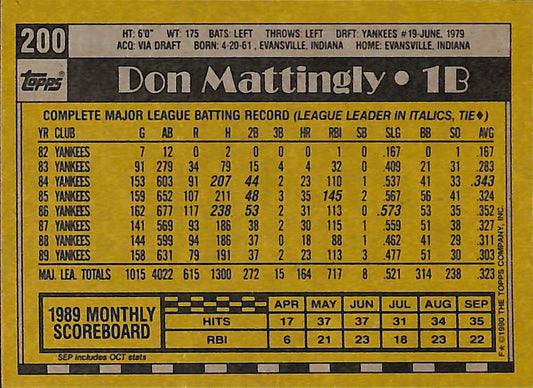 200
HT: 6'0" WT: 175 BATS: LEFT THROWS: LEFT DRFT: YANKEES #19-JUNE, 1979
ACQ: VIA DRAFT BORN: 4-20-61, EVANSVILLE, INDIANA HOME: EVANSVILLE, INDIANA
TOPPS
Don Mattingly • 1B
COMPLETE MAJOR LEAGUE BATTING RECORD (LEAGUE LEADER IN ITALICS, TIE♦)
YR CLUB G AB R H 2B 3B HR RBI SB SLG BB SO AVG
82 YANKEES 7 12 0 2 0 0 0 1 0 .167 0 1 .167
83 YANKEES 91 279 34 79 15 4 4 32 0 .409 21 31 .283
84 YANKEES 153 603 91 207 44 2 23 110 1 .537 41 33 .343
85 YANKEES 159 652 107 211 48 3 35 145 2 .567 56 41 .324
86 YANKEES 162 677 117 238 53 2 31 113 0 .573 53 35 .352
87 YANKEES 141 569 93 186 38 2 30 115 1 .559 51 38 .327
88 YANKEES 144 599 94 186 37 0 18 88 1 .462 41 29 .311
89 YANKEES 158 631 79 191 37 2 23 113 3 .477 51 30 .303
MAJ. LEA. TOTALS 1015 4022 615 1300 272 15 164 717 8 .521 314 238 .323
1989 MONTHLY SCOREBOARD
APR MAY JUN JUL AUG SEP
HITS 17 37 37 31 34 35
RBI 6 21 23 18 23 22
SEP includes OCT stats
F★ © 1990 THE TOPPS COMPANY, INC.